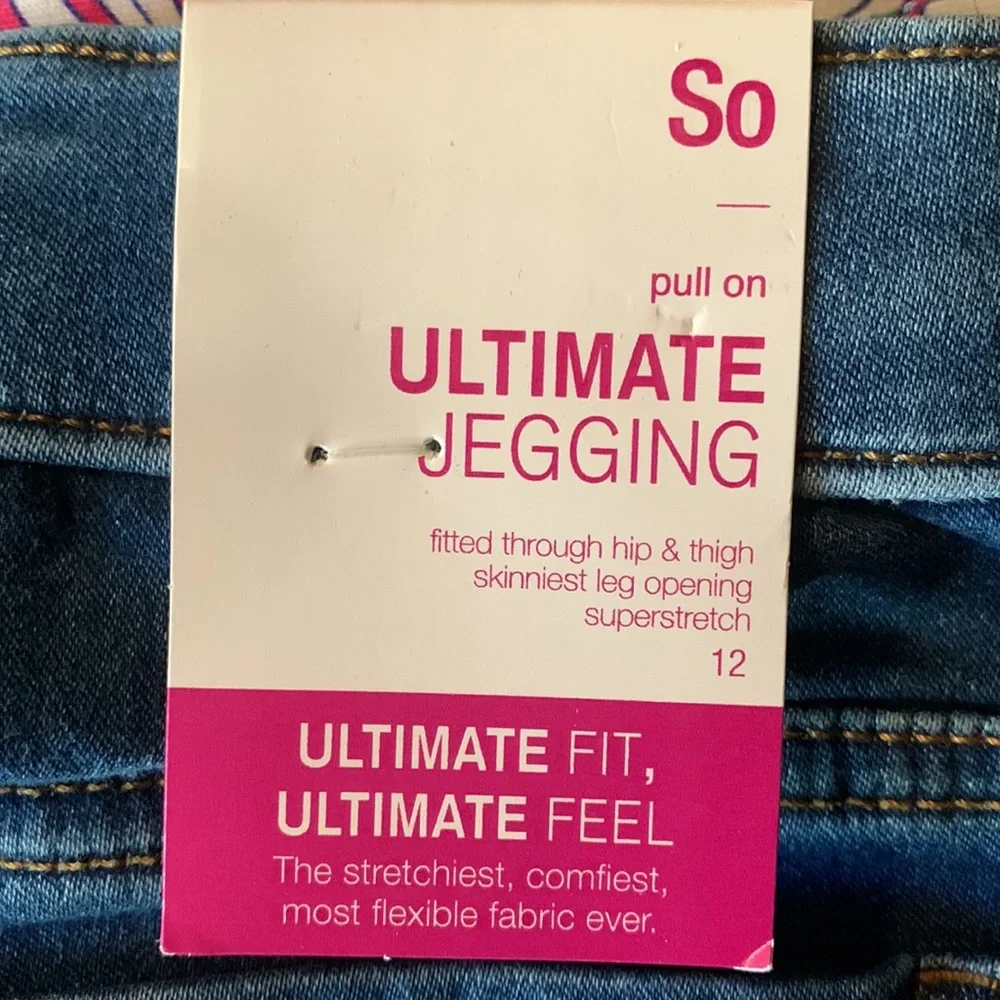 So
pull on
ULTIMATE
JEGGING
fitted through hip & thigh
skinniest leg opening
superstretch
12
ULTIMATE FIT,
ULTIMATE FEEL
The stretchiest, comfiest,
most flexible fabric ever.